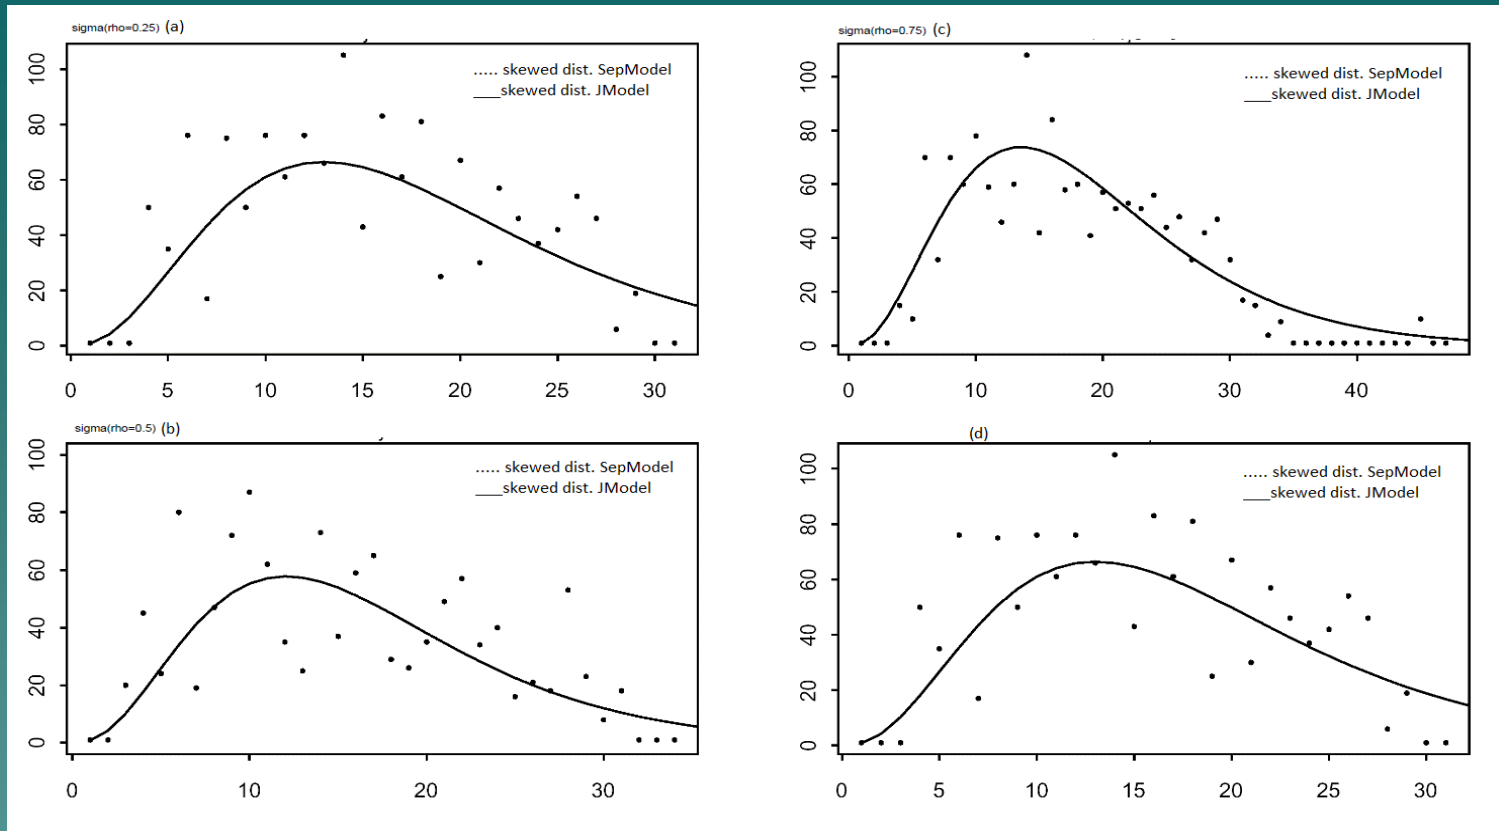 sigma(rho=0.25) (a)
..... skewed dist. SepModel
___skewed dist. JModel
0 20 40 60 80 100
0 5 10 15 20 25 30
sigma(rho=0.5) (b)
..... skewed dist. SepModel
___skewed dist. JModel
0 20 40 60 80 100
0 10 20 30
sigma(rho=0.75) (c)
..... skewed dist. SepModel
___skewed dist. JModel
0 20 40 60 80 100
0 10 20 30 40
(d)
..... skewed dist. SepModel
___skewed dist. JModel
0 20 40 60 80 100
0 5 10 15 20 25 30